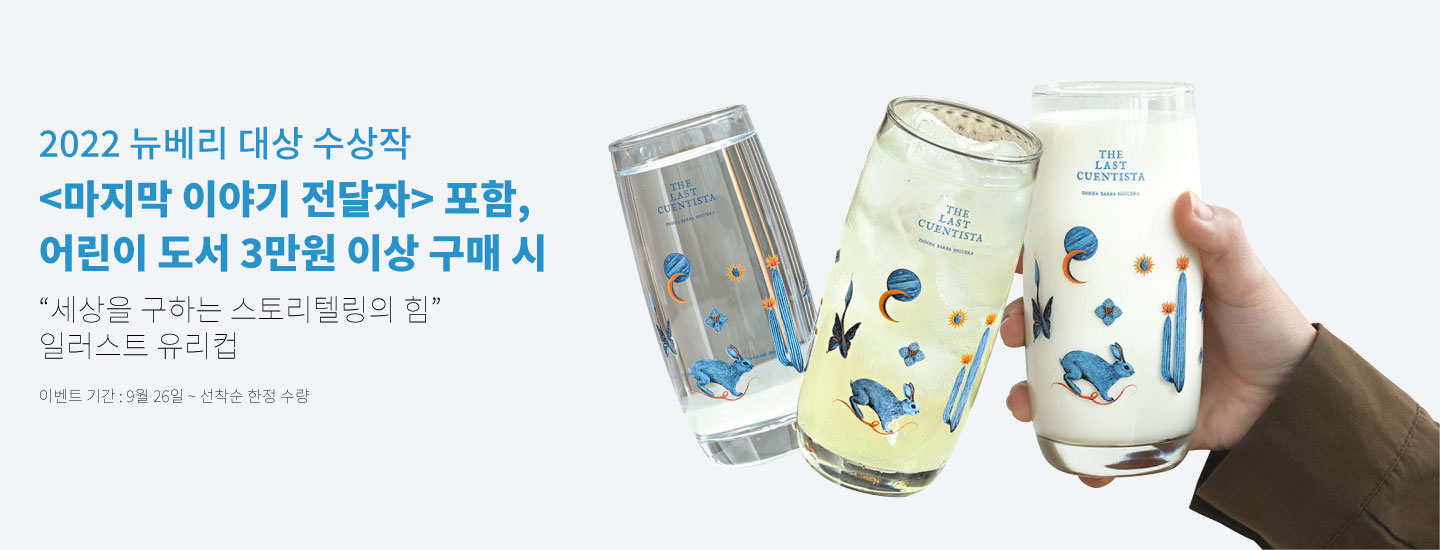 2022 뉴베리 대상 수상작
<마지막 이야기 전달자> 포함,
어린이 도서 3만원 이상 구매 시
“세상을 구하는 스토리텔링의 힘”
일러스트 유리컵
이벤트 기간 : 9월 26일 ~ 선착순 한정 수량
THE
LAST
CUENTISTA
DONNA BARBA HIGUERA
THE
LAST
CUENTISTA
DONNA BARBA HIGUERA
THE
LAST
CUENTISTA
DONNA BARBA HIGUERA